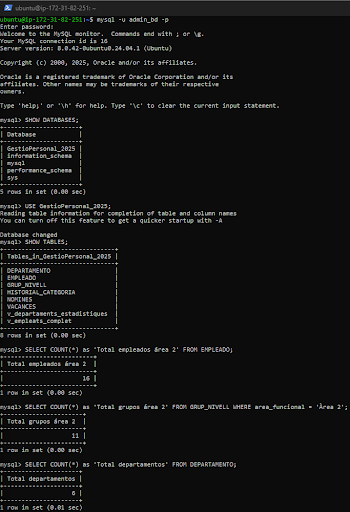 ubuntu@ip-172-31-82-251: ~
ubuntu@ip-172-31-82-251:~$ mysql -u admin_bd -p
Enter password:
Welcome to the MySQL monitor.  Commands end with ; or \g.
Your MySQL connection id is 16
Server version: 8.0.42-0ubuntu0.24.04.1 (Ubuntu)

Copyright (c) 2000, 2025, Oracle and/or its affiliates.

Oracle is a registered trademark of Oracle Corporation and/or its
affiliates. Other names may be trademarks of their respective
owners.

Type 'help;' or '\h' for help. Type '\c' to clear the current input statement.

mysql> SHOW DATABASES;
+----------------------+
| Database             |
+----------------------+
| GestioPersonal_2025  |
| information_schema   |
| mysql                |
| performance_schema   |
| sys                  |
+----------------------+
5 rows in set (0.00 sec)

mysql> USE GestioPersonal_2025;
Reading table information for completion of table and column names
You can turn off this feature to get a quicker startup with -A

Database changed
mysql> SHOW TABLES;
+-------------------------------+
| Tables_in_GestioPersonal_2025 |
+-------------------------------+
| DEPARTAMENTO                  |
| EMPLEADO                      |
| GRUP_NIVELL                   |
| HISTORIAL_CATEGORIA           |
| NOMINES                       |
| VACANCES                      |
| v_departaments_estadistiques  |
| v_empleats_complet            |
+-------------------------------+
8 rows in set (0.00 sec)

mysql> SELECT COUNT(*) as 'Total empleados área 2' FROM EMPLEADO;
+------------------------+
| Total empleados área 2 |
+------------------------+
|                     16 |
+------------------------+
1 row in set (0.00 sec)

mysql> SELECT COUNT(*) as 'Total grupos área 2' FROM GRUP_NIVELL WHERE area_funcional = 'Àrea 2';
+---------------------+
| Total grupos área 2 |
+---------------------+
|                  11 |
+---------------------+
1 row in set (0.00 sec)

mysql> SELECT COUNT(*) as 'Total departamentos' FROM DEPARTAMENTO;
+---------------------+
| Total departamentos |
+---------------------+
|                   6 |
+---------------------+
1 row in set (0.01 sec)